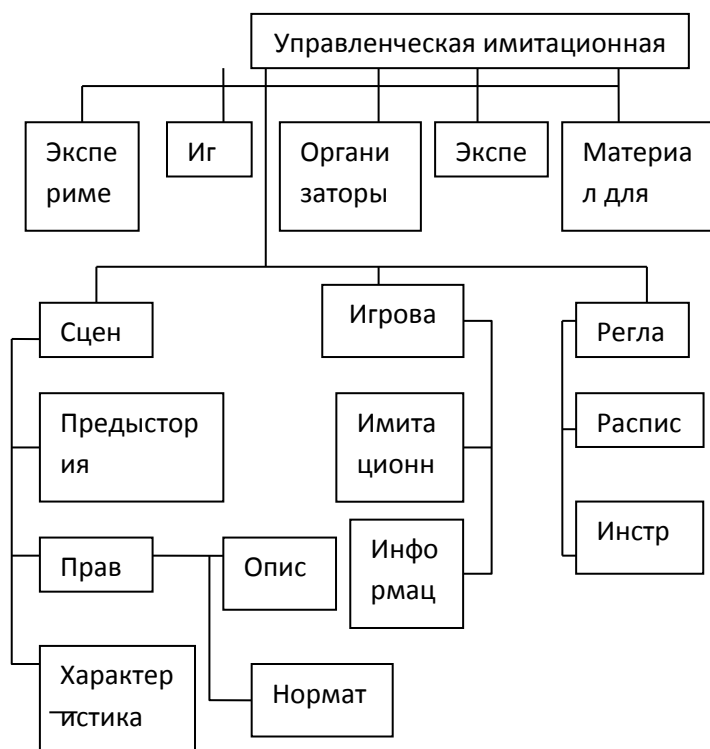 Управленческая имитационная
Экспе
риме
Иг
Органи
заторы
Экспе
Материа
л для
Сцен
Игрова
Регла
Предыстор
ия
Имита
ционн
Распис
Прав
Опис
Инфо
рмац
Инстр
Характер
истика
Нормат